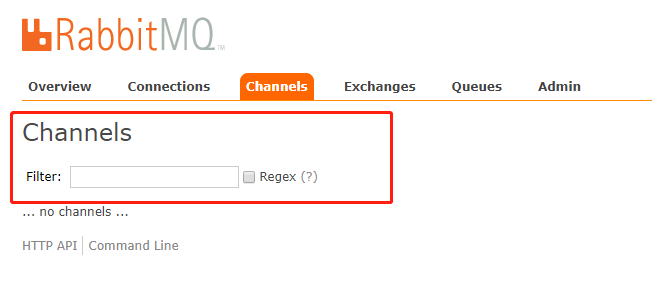 RabbitMQ™
Overview Connections Channels Exchanges Queues Admin
Channels
Filter: Regex (?)
... no channels ...
HTTP API Command Line